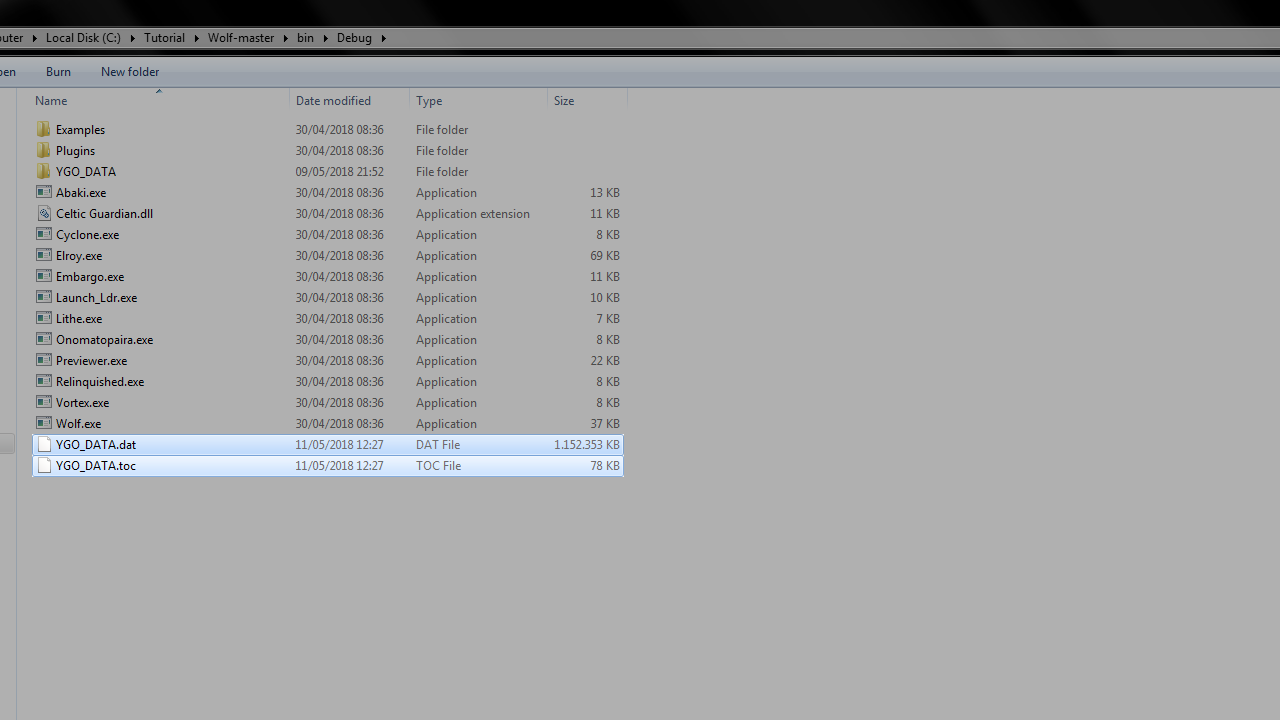 Local Disk (C:) Tutorial Wolf-master bin Debug
Burn New folder
Name Date modified Type Size
Examples 30/04/2018 08:36 File folder
Plugins 30/04/2018 08:36 File folder
YGO_DATA 09/05/2018 21:52 File folder
Abaki.exe 30/04/2018 08:36 Application 13 KB
Celtic Guardian.dll 30/04/2018 08:36 Application extension 11 KB
Cyclone.exe 30/04/2018 08:36 Application 8 KB
Elroy.exe 30/04/2018 08:36 Application 69 KB
Embargo.exe 30/04/2018 08:36 Application 11 KB
Launch_Ldr.exe 30/04/2018 08:36 Application 10 KB
Lithe.exe 30/04/2018 08:36 Application 7 KB
Onomatopaira.exe 30/04/2018 08:36 Application 8 KB
Previewer.exe 30/04/2018 08:36 Application 22 KB
Relinquished.exe 30/04/2018 08:36 Application 8 KB
Vortex.exe 30/04/2018 08:36 Application 8 KB
Wolf.exe 30/04/2018 08:36 Application 37 KB
YGO_DATA.dat 11/05/2018 12:27 DAT File 1.152.353 KB
YGO_DATA.toc 11/05/2018 12:27 TOC File 78 KB